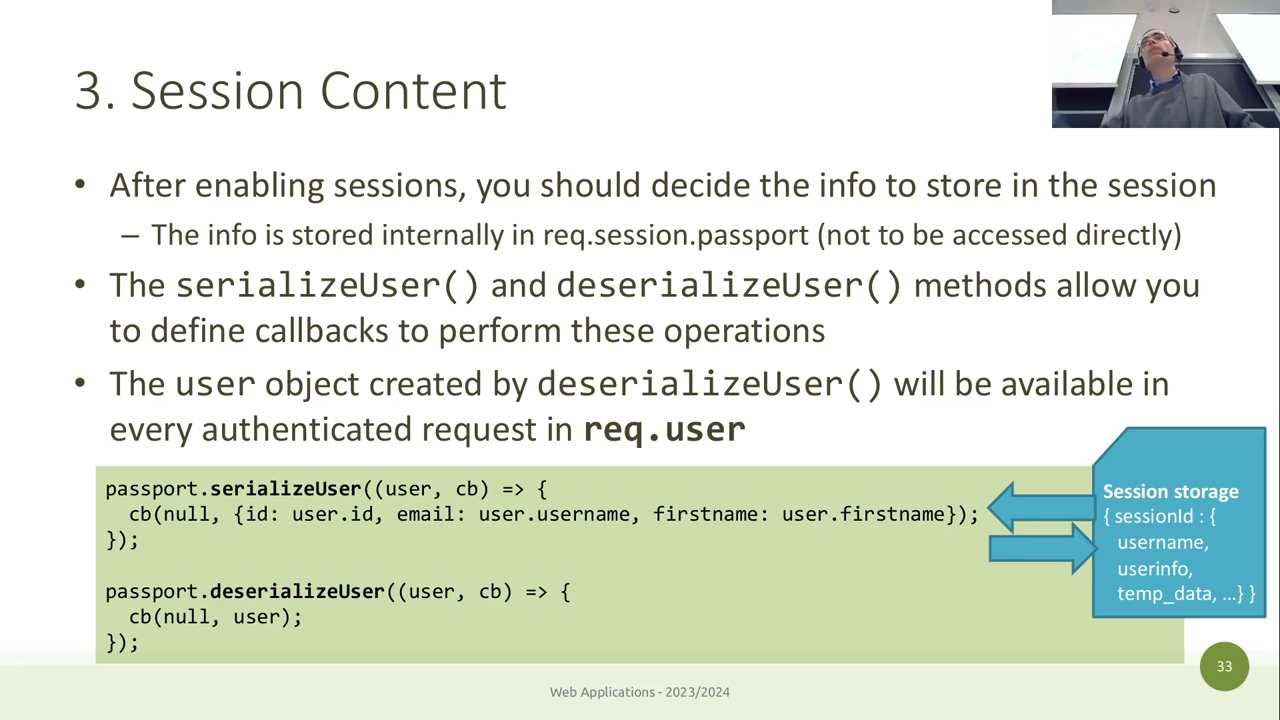 3. Session Content
• After enabling sessions, you should decide the info to store in the session
– The info is stored internally in req.session.passport (not to be accessed directly)
• The serializeUser() and deserializeUser() methods allow you
to define callbacks to perform these operations
• The user object created by deserializeUser() will be available in
every authenticated request in req.user
passport.serializeUser((user, cb) => {
  cb(null, {id: user.id, email: user.username, firstname: user.firstname});
});
passport.deserializeUser((user, cb) => {
  cb(null, user);
});
Session storage
{ sessionId : {
username,
userinfo,
temp_data, ...} }
33
Web Applications - 2023/2024